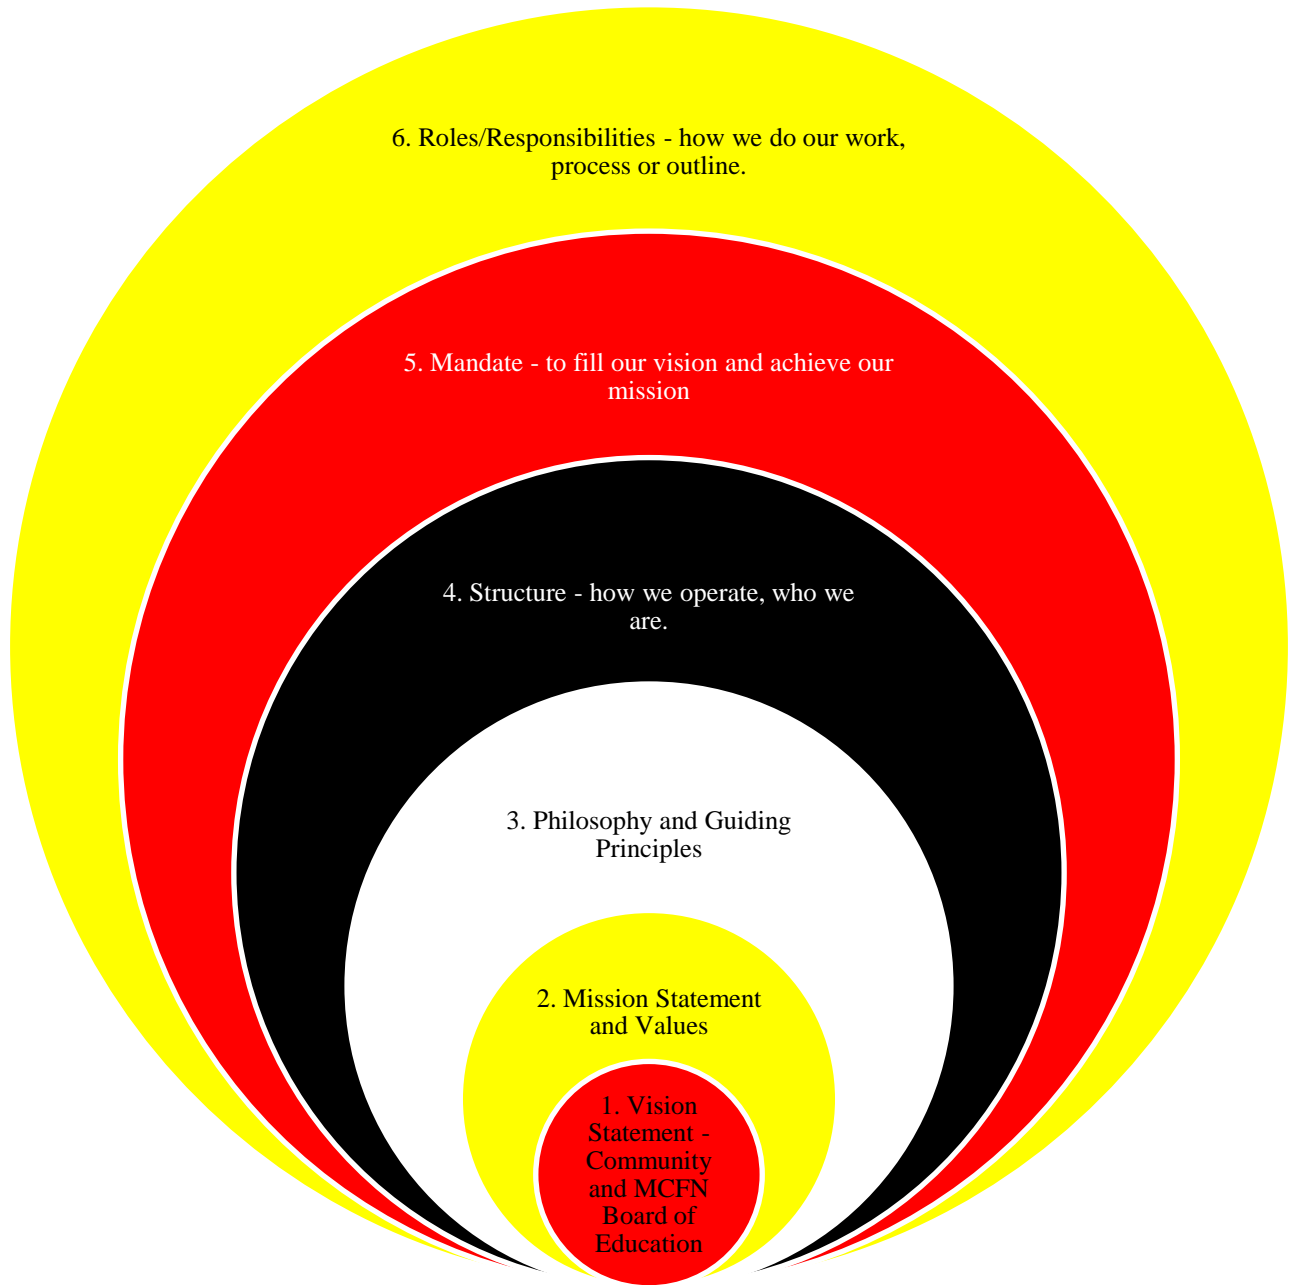 6. Roles/Responsibilities - how we do our work,
process or outline.
5. Mandate - to fill our vision and achieve our
mission
4. Structure - how we operate, who we
are.
3. Philosophy and Guiding
Principles
2. Mission Statement
and Values
1. Vision
Statement -
Community
and MCFN
Board of
Education